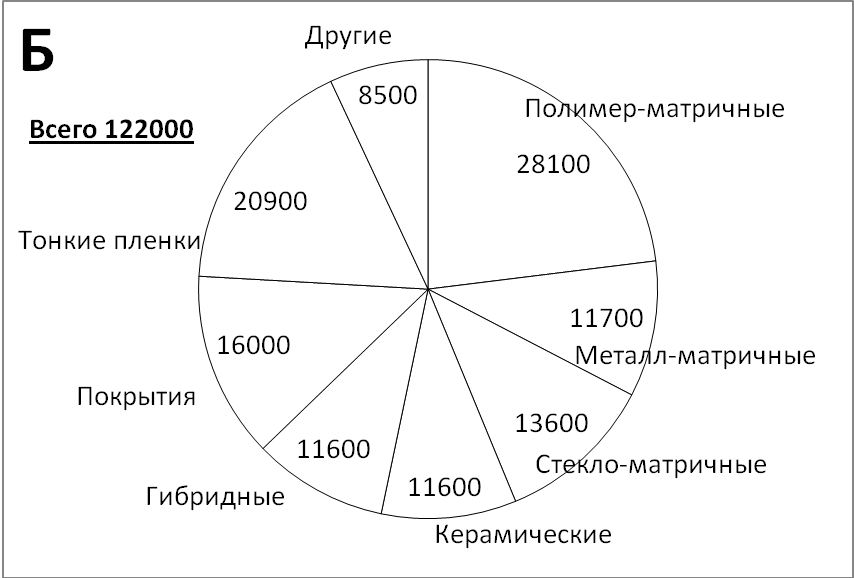 Б
Всего 122000
Другие
8500
Полимер-матричные
28100
11700
Металл-матричные
13600
Стекло-матричные
11600
Керамические
11600
Гибридные
16000
Покрытия
20900
Тонкие пленки